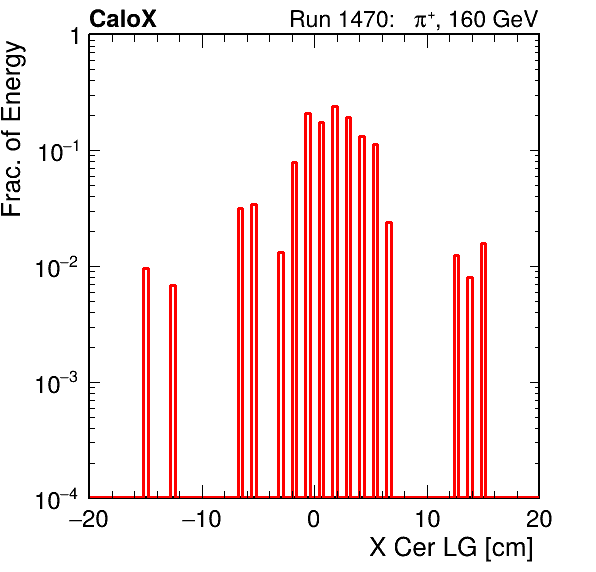 CaloX Run 1470: π⁺, 160 GeV
Frac. of Energy
1
10⁻¹
10⁻²
10⁻³
10⁻⁴
−20 −10 0 10 20
X Cer LG [cm]